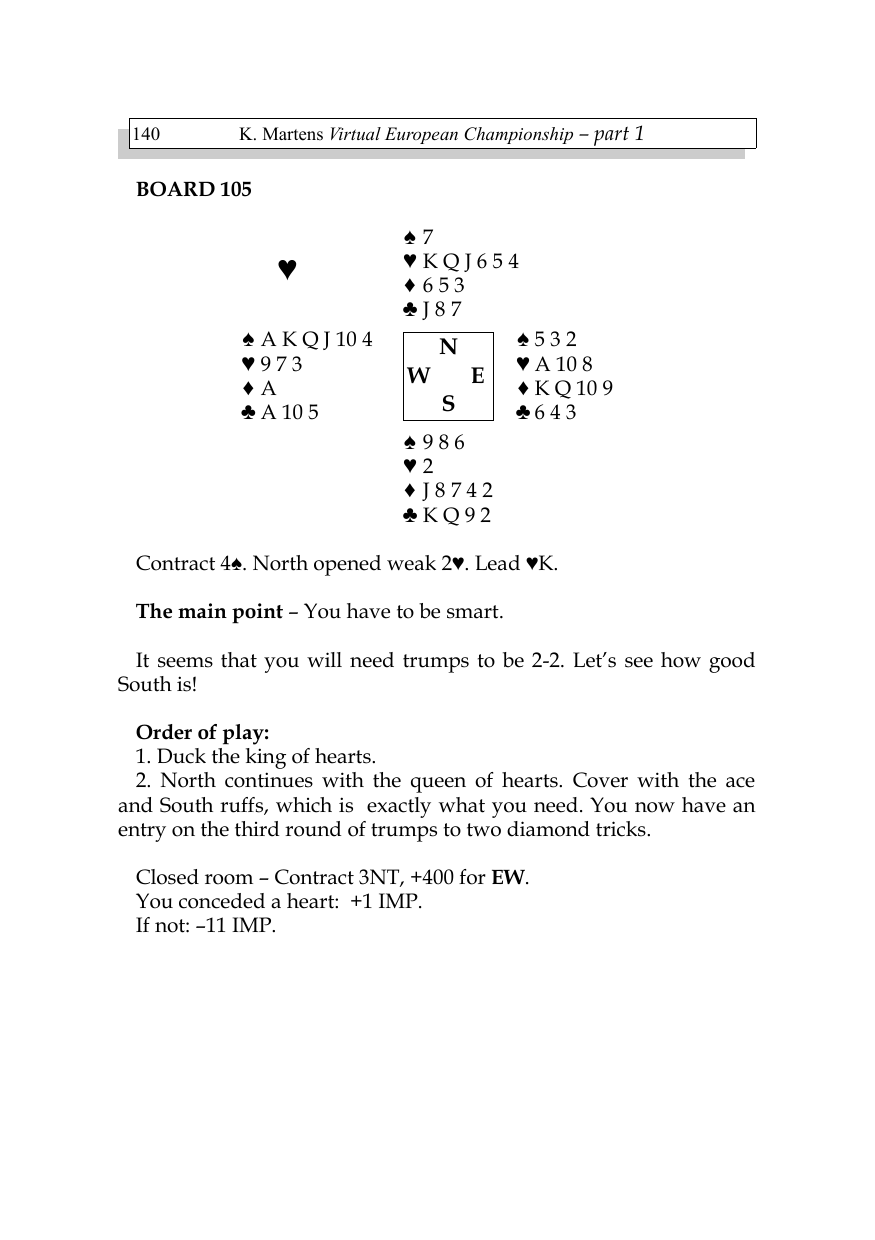 140 K. Martens Virtual European Championship – part 1
BOARD 105
♠ 7
♥ ♥ K Q J 6 5 4
♦ 6 5 3
♣ J 8 7
♠ A K Q J 10 4 N ♠ 5 3 2
♥ 9 7 3 W E ♥ A 10 8
♦ A ♦ K Q 10 9
♣ A 10 5 S ♣ 6 4 3
♠ 9 8 6
♥ 2
♦ J 8 7 4 2
♣ K Q 9 2
Contract 4♠. North opened weak 2♥. Lead ♥K.
The main point – You have to be smart.
It seems that you will need trumps to be 2-2. Let's see how good
South is!
Order of play:
1. Duck the king of hearts.
2. North continues with the queen of hearts. Cover with the ace
and South ruffs, which is exactly what you need. You now have an
entry on the third round of trumps to two diamond tricks.
Closed room – Contract 3NT, +400 for EW.
You conceded a heart: +1 IMP.
If not: –11 IMP.